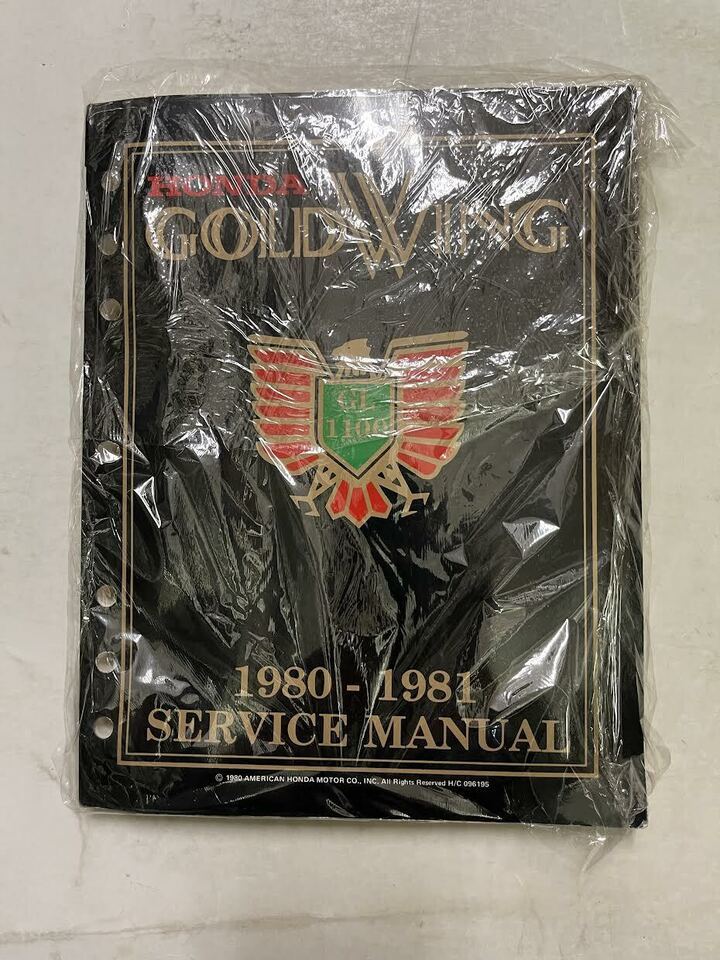 HONDA
GOLDWING
GL
1100
1980 - 1981
SERVICE MANUAL
© 1980 AMERICAN HONDA MOTOR CO., INC. All Rights Reserved H/C 096195